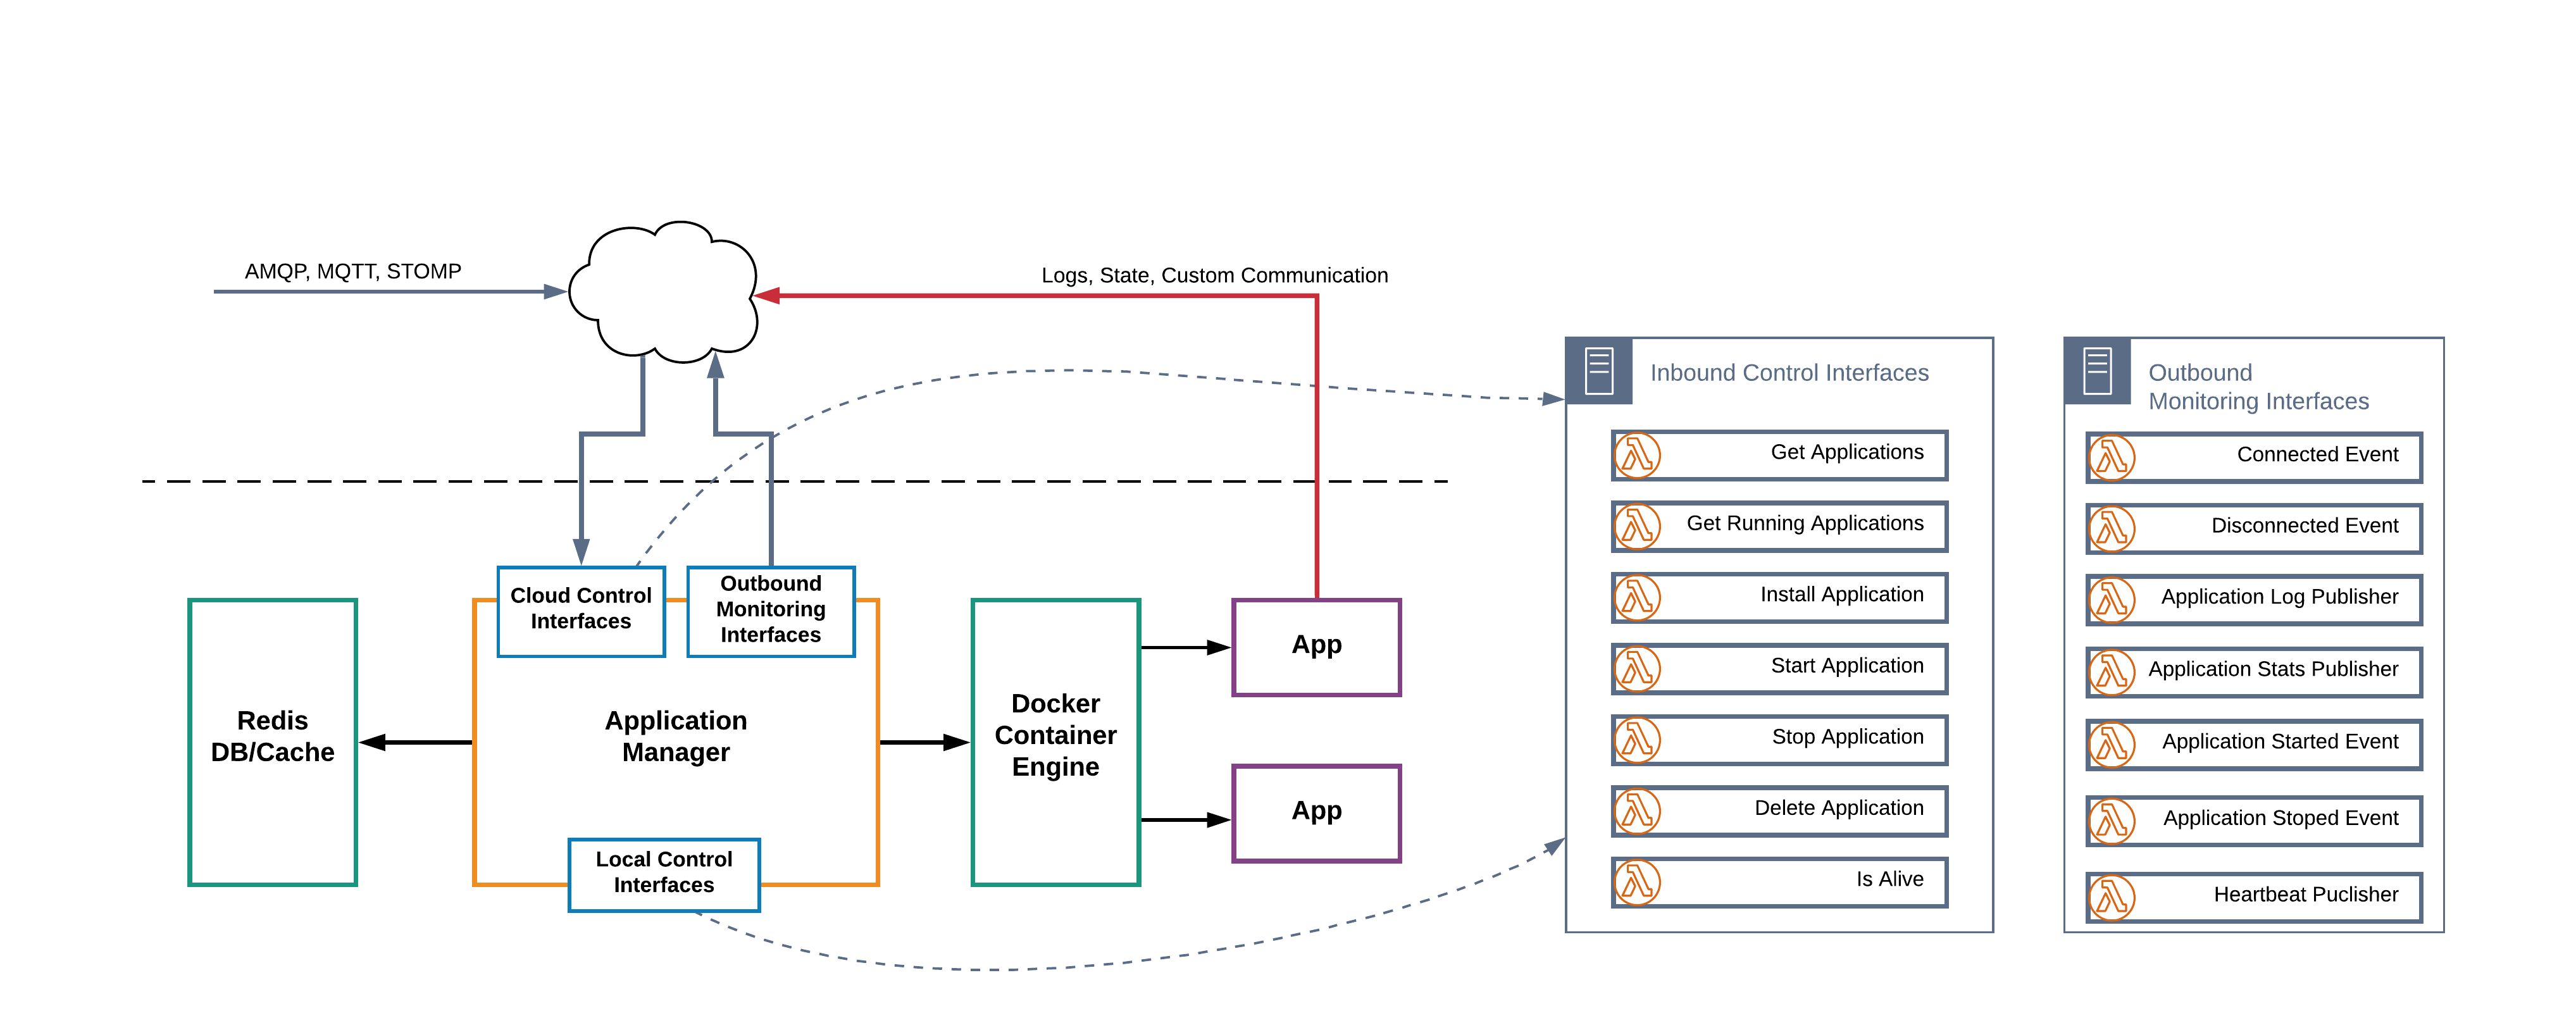 AMQP, MQTT, STOMP
Logs, State, Custom Communication
Cloud Control
Interfaces
Outbound
Monitoring
Interfaces
Redis
DB/Cache
Application
Manager
Local Control
Interfaces
Docker
Container
Engine
App
App
Inbound Control Interfaces
Get Applications
Get Running Applications
Install Application
Start Application
Stop Application
Delete Application
Is Alive
Outbound
Monitoring Interfaces
Connected Event
Disconnected Event
Application Log Publisher
Application Stats Publisher
Application Started Event
Application Stoped Event
Heartbeat Puclisher